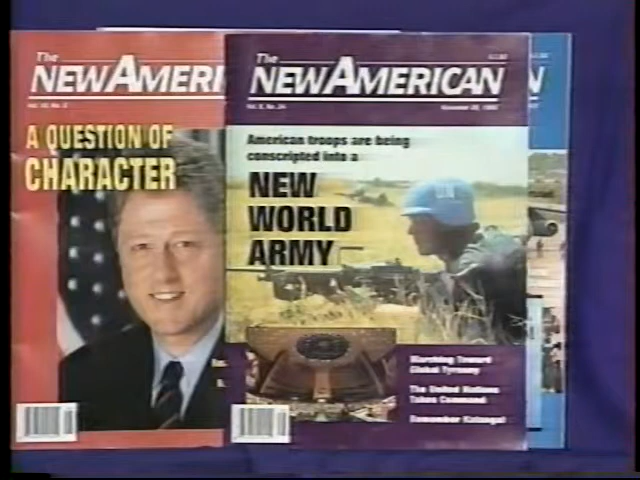 The
NEWAMERI
A QUESTION OF
CHARACTER
The
NEWAMERICAN
American troops are being
conscripted into a
NEW
WORLD
ARMY
Marching Toward
Global Tyranny
The United Nations
Takes Command
Remember Katanga!
N